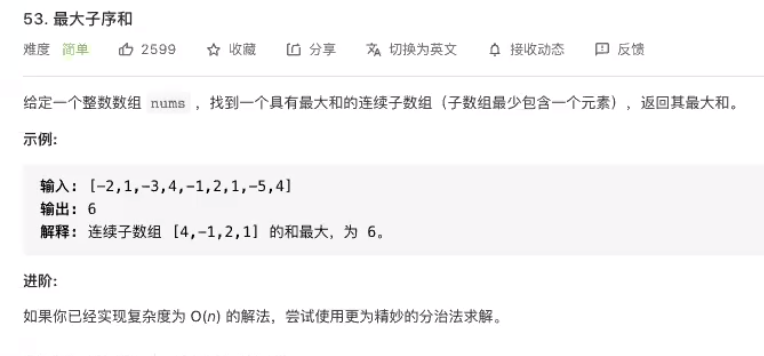 53. 最大子序和
难度 简单 2599 收藏 分享 切换为英文 接收动态 反馈
给定一个整数数组 nums ，找到一个具有最大和的连续子数组（子数组最少包含一个元素），返回其最大和。
示例:
输入: [-2,1,-3,4,-1,2,1,-5,4]
输出: 6
解释: 连续子数组 [4,-1,2,1] 的和最大，为 6。
进阶:
如果你已经实现复杂度为 O(n) 的解法，尝试使用更为精妙的分治法求解。